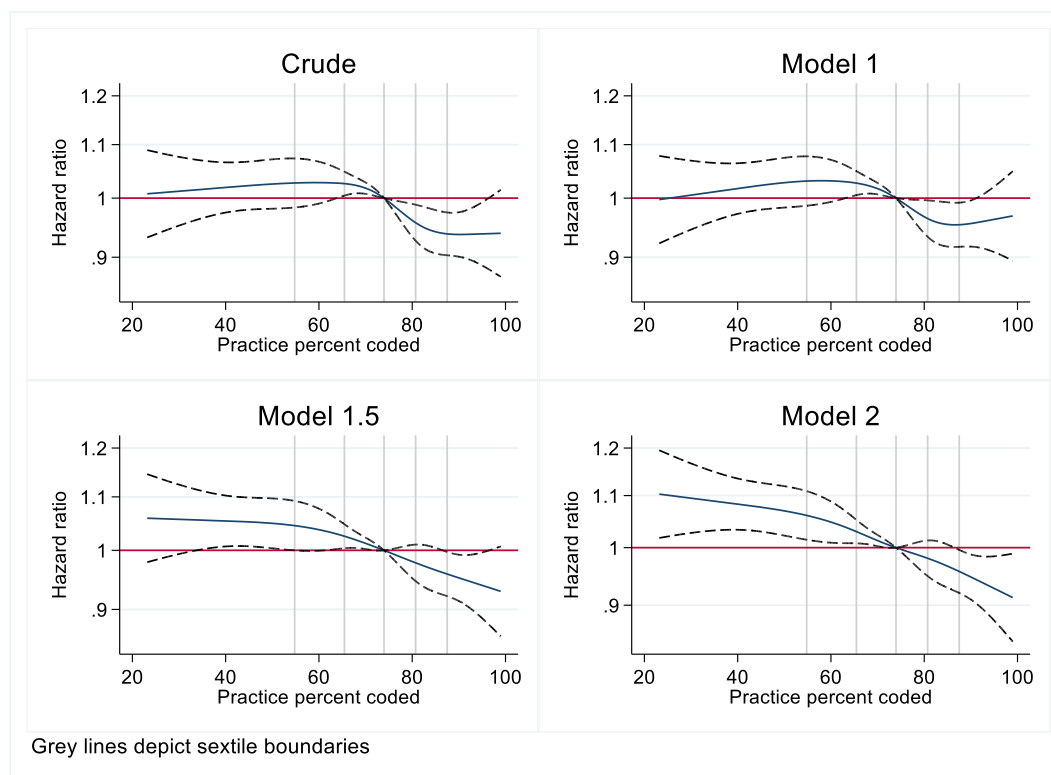 Crude
1.2
1.1
1
.9
Hazard ratio
20 40 60 80 100
Practice percent coded
Model 1
1.2
1.1
1
.9
Hazard ratio
20 40 60 80 100
Practice percent coded
Model 1.5
1.2
1.1
1
.9
Hazard ratio
20 40 60 80 100
Practice percent coded
Model 2
1.2
1.1
1
.9
Hazard ratio
20 40 60 80 100
Practice percent coded
Grey lines depict sextile boundaries